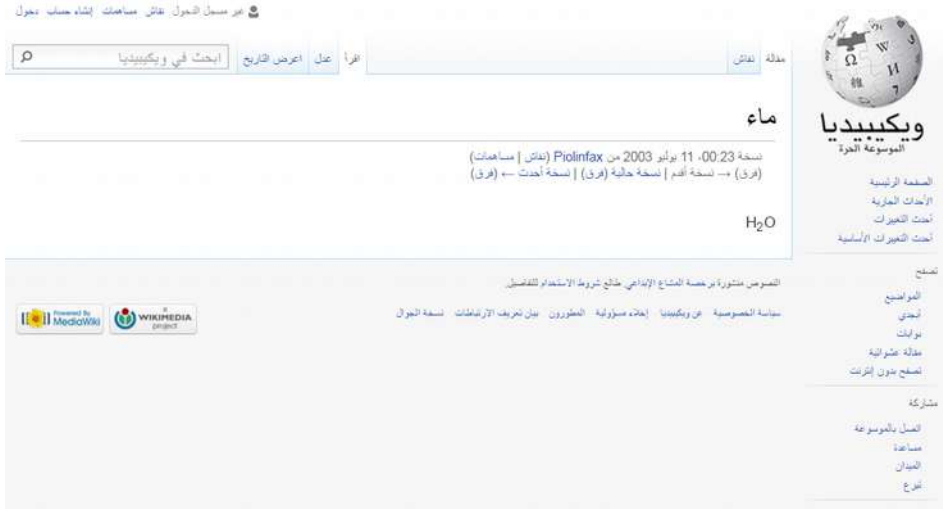 غير مسجل للدخول نقاش مساهمات إنشاء حساب دخول
مقالة نقاش اقرأ عدل اعرض التاريخ ابحث في ويكيبيديا
ويكيبيديا
الموسوعة الحرة
ماء
نسخة 00:23، 11 يوليو 2003 من Piolinfax (نقاش | مساهمات)
(فرق) → نسخة أقدم | نسخة حالية (فرق) | نسخة أحدث ← (فرق)
H₂O
النصوص منشورة برخصة المشاع الإبداعي. طالع شروط الاستخدام للتفاصيل.
سياسة الخصوصية عن ويكيبيديا إخلاء مسؤولية المطورون بيان تعريف الارتباطات نسخة الجوال
A WIKIMEDIA project
Powered By MediaWiki
الصفحة الرئيسية
الأحداث الجارية
أحدث التغييرات
أحدث التغييرات الأساسية
تصفح
المواضيع
أبجدي
بوابات
مقالة عشوائية
تصفح بدون إنترنت
مشاركة
اتصل بالموسوعة
مساعدة
الميدان
تبرع